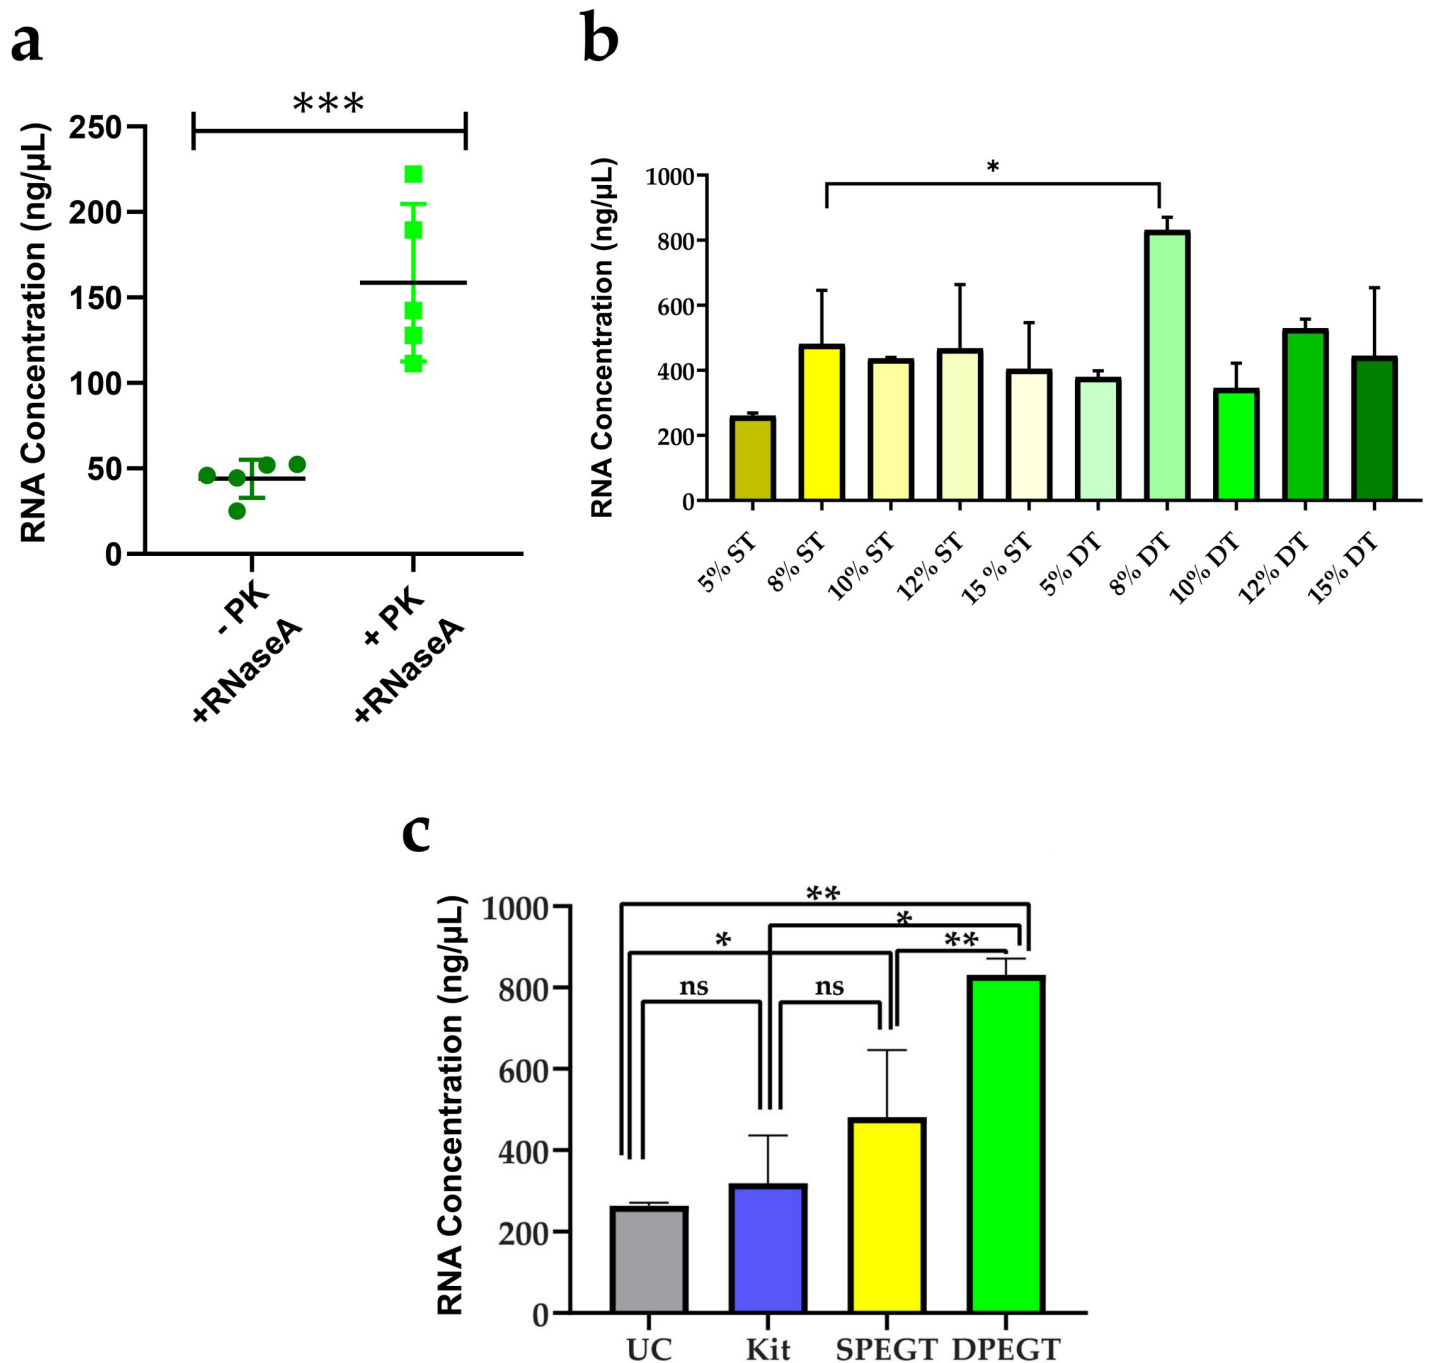 a
***
RNA Concentration (ng/µL)
250
200
150
100
50
0
- PK
+RNaseA
+ PK
+RNaseA
b
*
RNA Concentration (ng/µL)
1000
800
600
400
200
0
5% ST
8% ST
10% ST
12% ST
15 % ST
5% DT
8% DT
10% DT
12% DT
15% DT
c
**
*
*
**
ns
ns
RNA Concentration (ng/µL)
1000
800
600
400
200
0
UC Kit SPEGT DPEGT